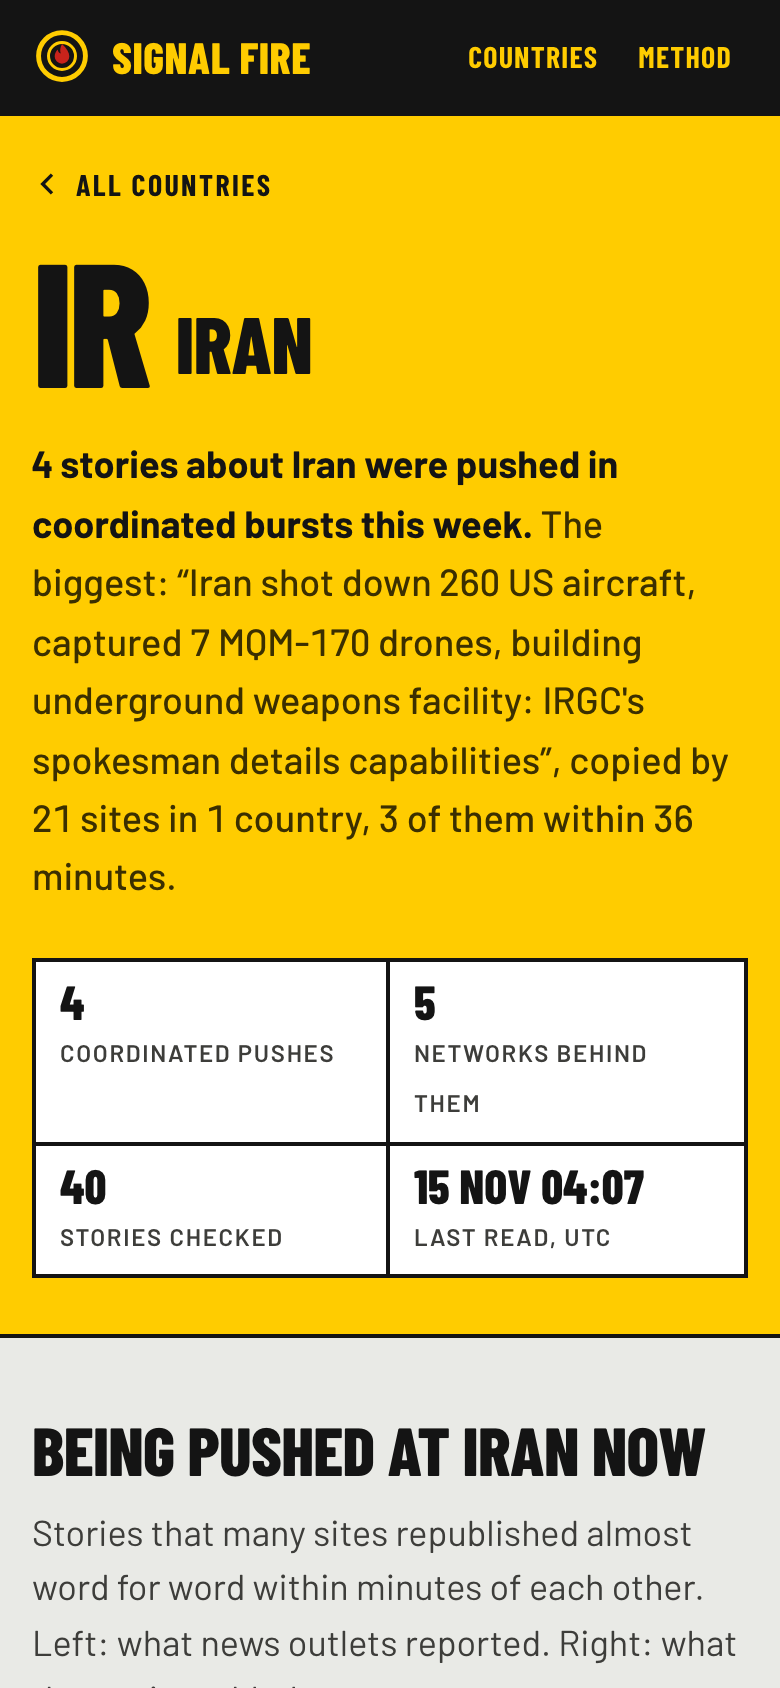 SIGNAL FIRE
COUNTRIES
METHOD
ALL COUNTRIES
IR IRAN
4 stories about Iran were pushed in
coordinated bursts this week. The
biggest: “Iran shot down 260 US aircraft,
captured 7 MQM-170 drones, building
underground weapons facility: IRGC's
spokesman details capabilities”, copied by
21 sites in 1 country, 3 of them within 36
minutes.
4
COORDINATED PUSHES
5
NETWORKS BEHIND
THEM
40
STORIES CHECKED
15 NOV 04:07
LAST READ, UTC
BEING PUSHED AT IRAN NOW
Stories that many sites republished almost
word for word within minutes of each other.
Left: what news outlets reported. Right: what